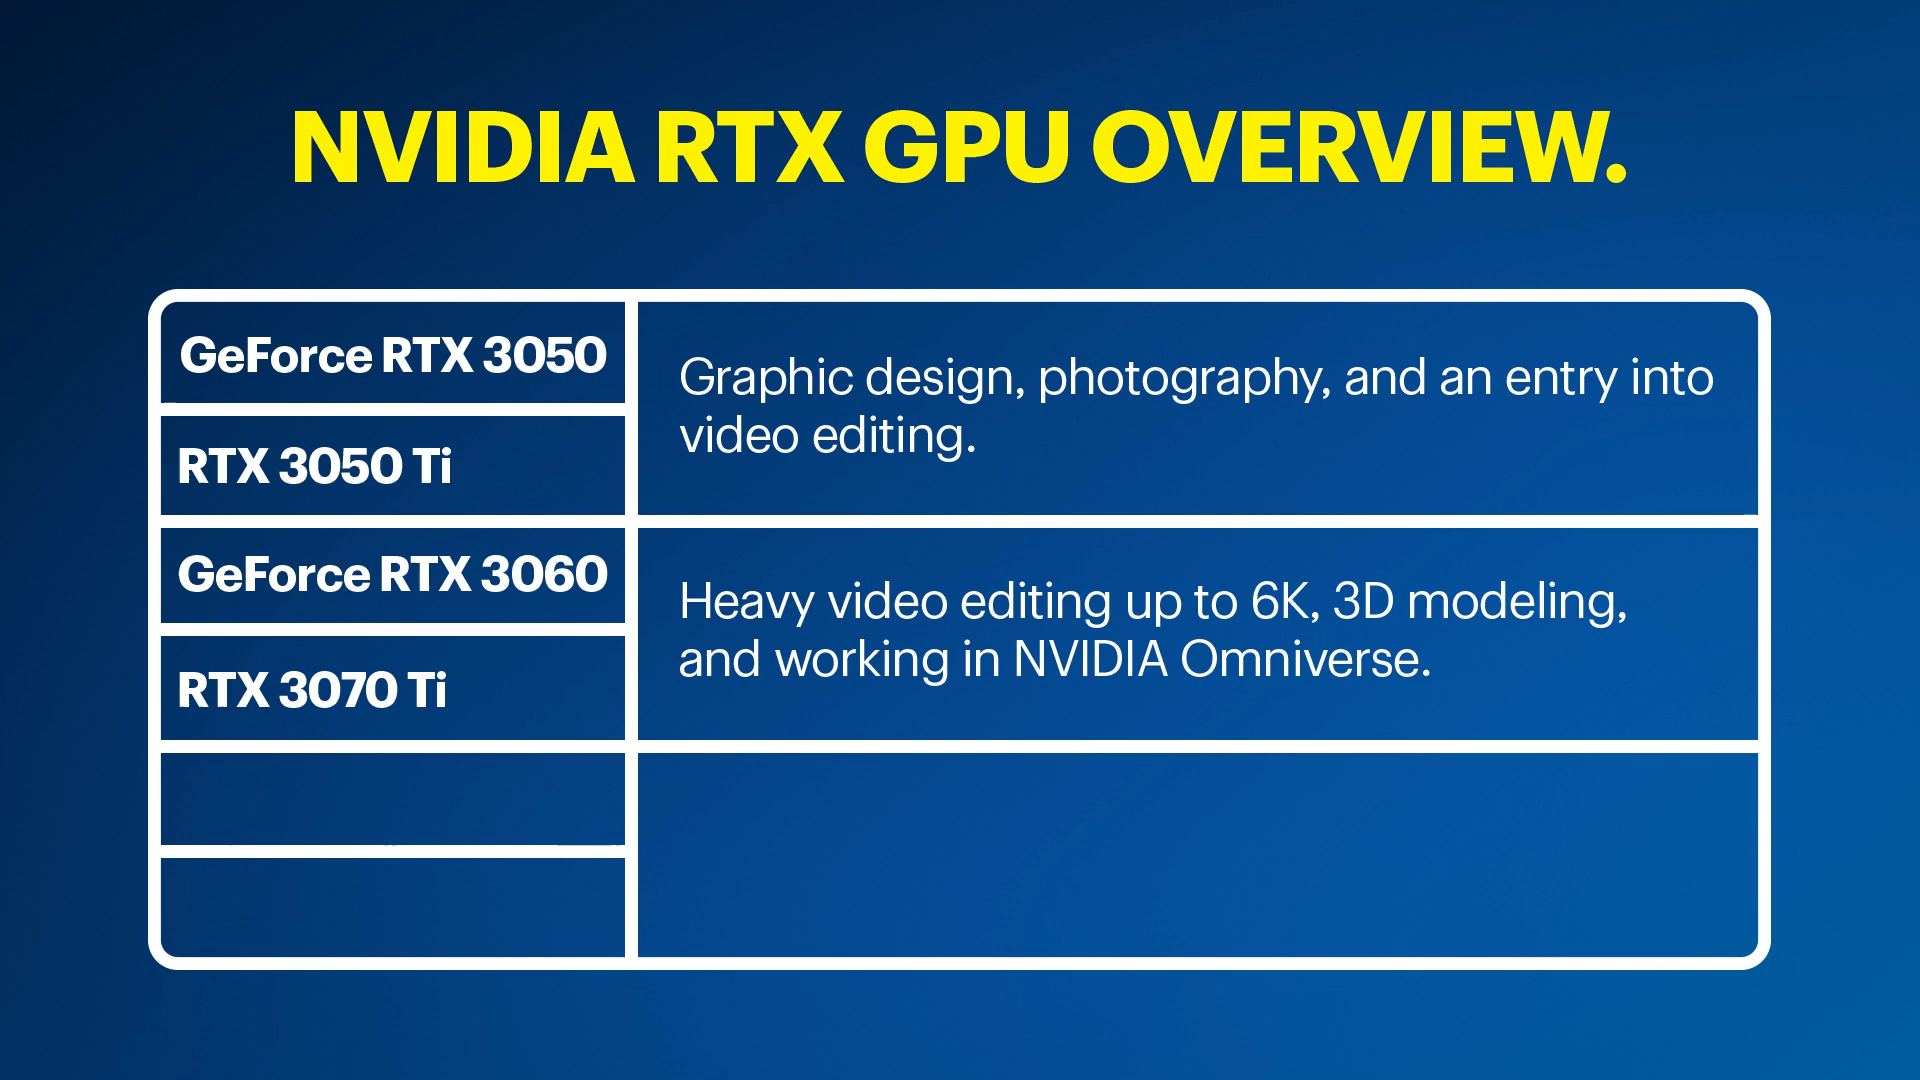 NVIDIA RTX GPU OVERVIEW.
GeForce RTX 3050
RTX 3050 Ti
Graphic design, photography, and an entry into
video editing.
GeForce RTX 3060
RTX 3070 Ti
Heavy video editing up to 6K, 3D modeling,
and working in NVIDIA Omniverse.